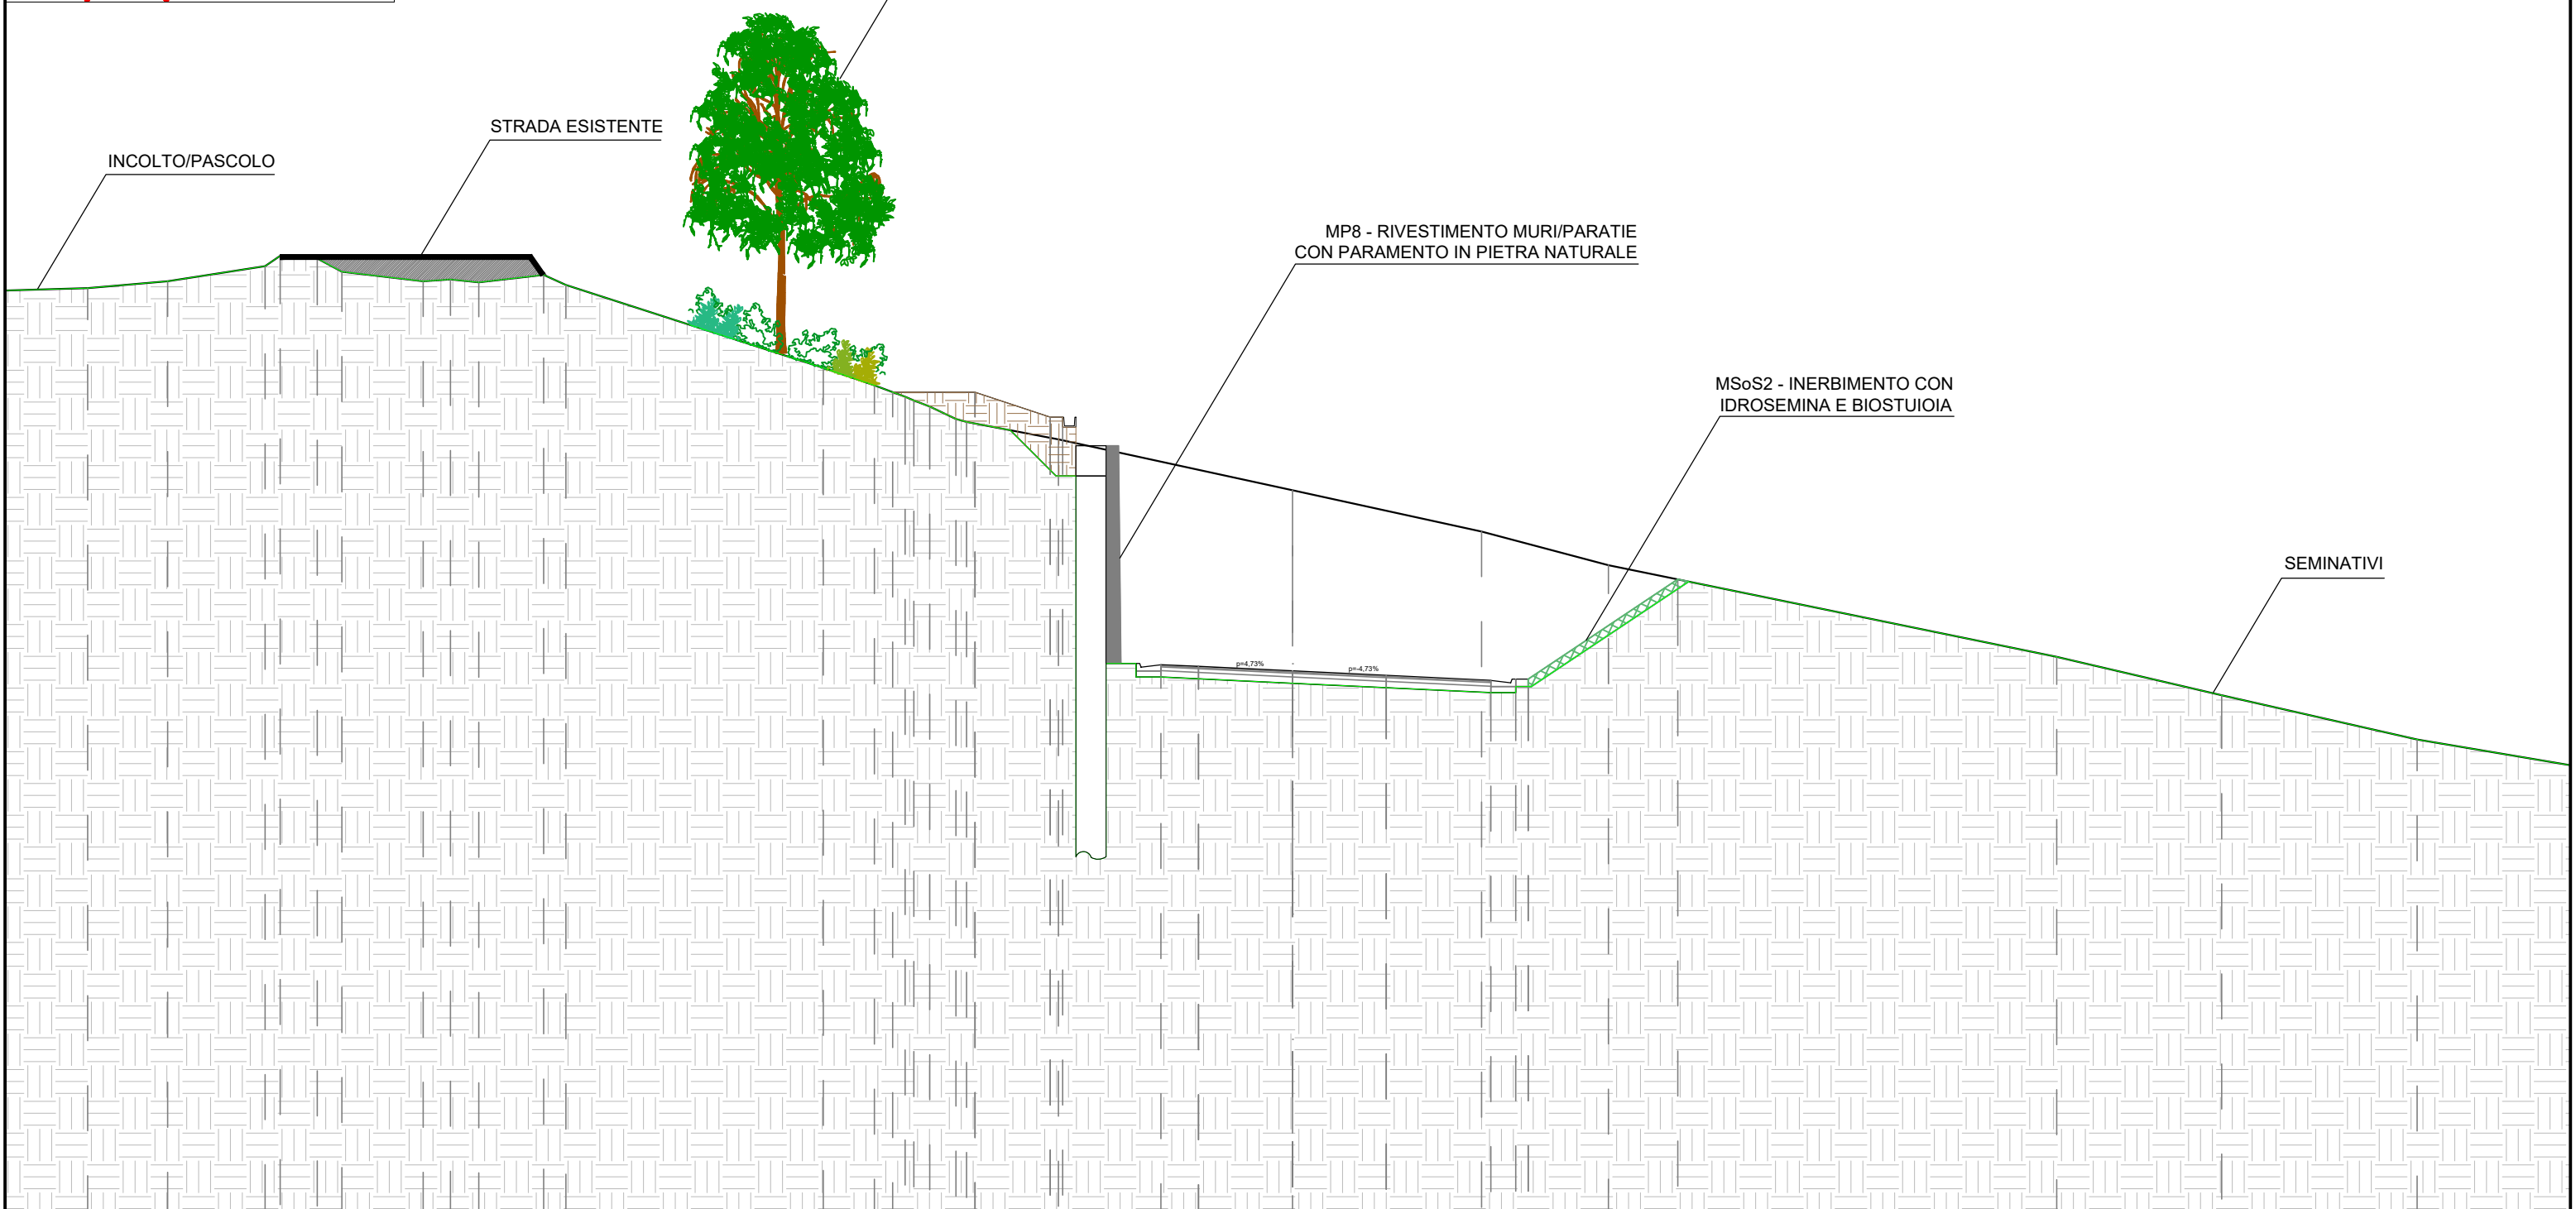 STRADA ESISTENTE
INCOLTO/PASCOLO
MP8 - RIVESTIMENTO MURI/PARATIE
CON PARAMENTO IN PIETRA NATURALE
MSoS2 - INERBIMENTO CON
IDROSEMINA E BIOSTUIOIA
SEMINATIVI
p=4,73%
p=-4,73%